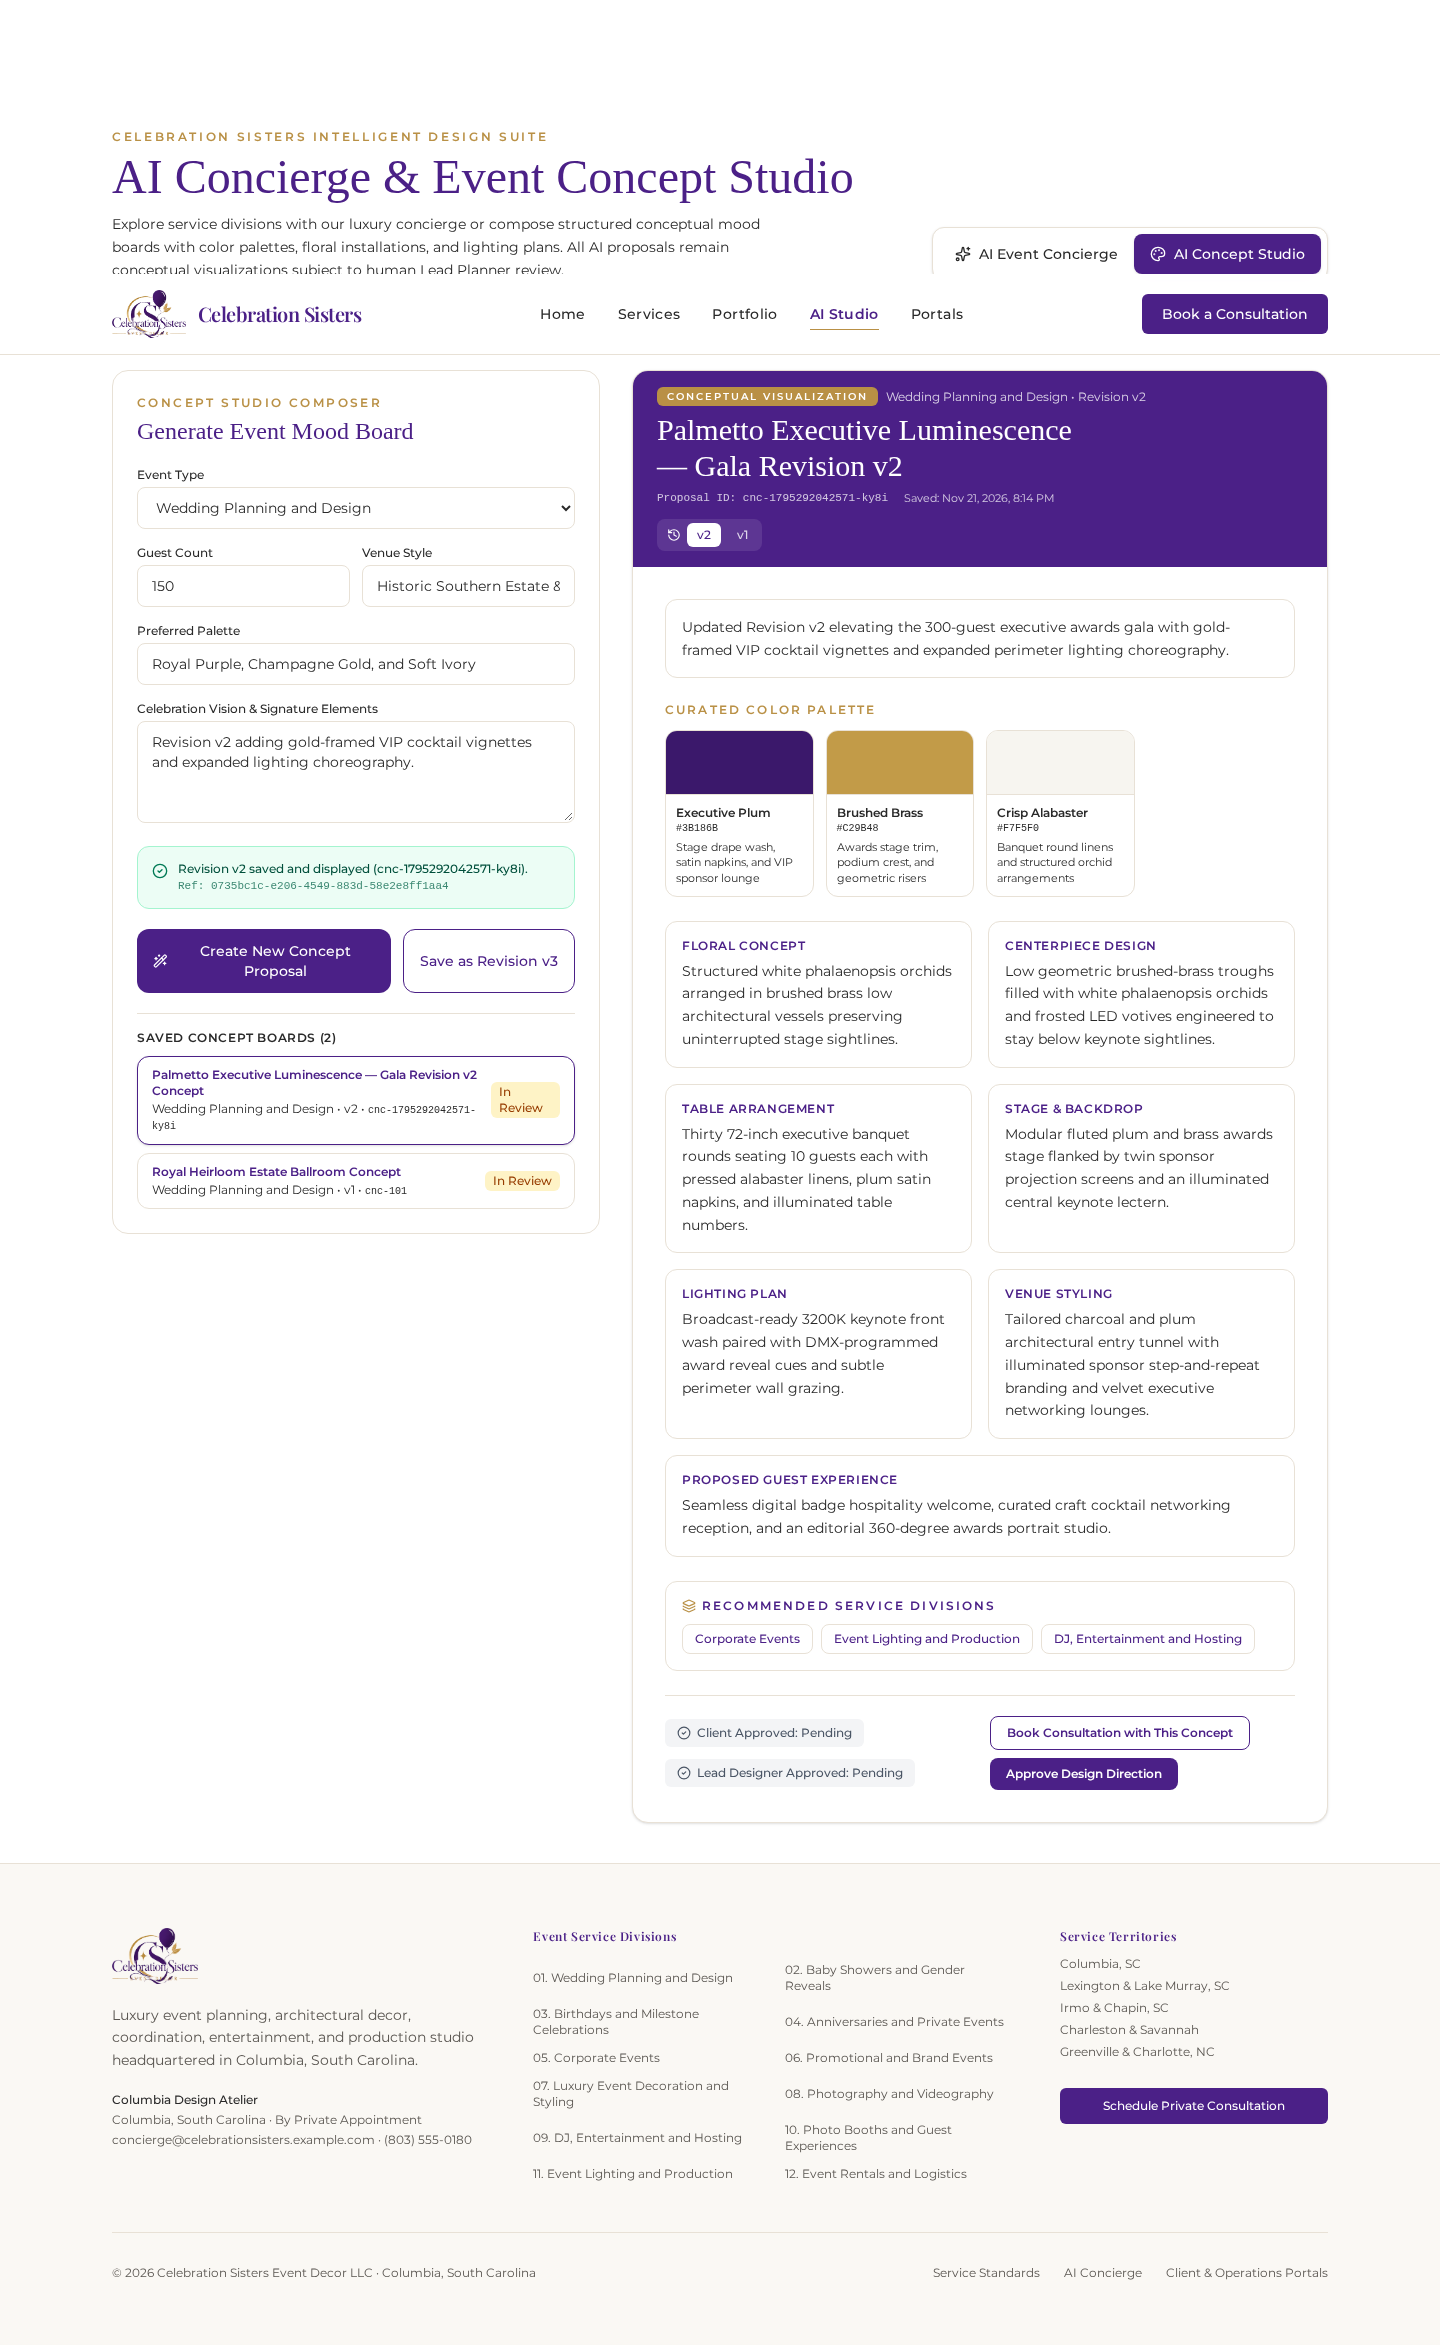 CELEBRATION SISTERS INTELLIGENT DESIGN SUITE
AI Concierge & Event Concept Studio
Explore service divisions with our luxury concierge or compose structured conceptual mood
boards with color palettes, floral installations, and lighting plans. All AI proposals remain
conceptual visualizations subject to human Lead Planner review.
AI Event Concierge
AI Concept Studio
Celebration Sisters
Celebration Sisters
Home
Services
Portfolio
AI Studio
Portals
Book a Consultation
CONCEPT STUDIO COMPOSER
Generate Event Mood Board
Event Type
Wedding Planning and Design
Guest Count
Venue Style
150
Historic Southern Estate &
Preferred Palette
Royal Purple, Champagne Gold, and Soft Ivory
Celebration Vision & Signature Elements
Revision v2 adding gold-framed VIP cocktail vignettes
and expanded lighting choreography.
Revision v2 saved and displayed (cnc-1795292042571-ky8i).
Ref: 0735bc1c-e206-4549-883d-58e2e8ff1aa4
Create New Concept
Proposal
Save as Revision v3
SAVED CONCEPT BOARDS (2)
Palmetto Executive Luminescence — Gala Revision v2
Concept
Wedding Planning and Design • v2 • cnc-1795292042571-
ky8i
In
Review
Royal Heirloom Estate Ballroom Concept
Wedding Planning and Design • v1 • cnc-101
In Review
CONCEPTUAL VISUALIZATION
Wedding Planning and Design • Revision v2
Palmetto Executive Luminescence
— Gala Revision v2
Proposal ID: cnc-1795292042571-ky8i
Saved: Nov 21, 2026, 8:14 PM
v2
v1
Updated Revision v2 elevating the 300-guest executive awards gala with gold-
framed VIP cocktail vignettes and expanded perimeter lighting choreography.
CURATED COLOR PALETTE
Executive Plum
#3B186B
Stage drape wash,
satin napkins, and VIP
sponsor lounge
Brushed Brass
#C29B48
Awards stage trim,
podium crest, and
geometric risers
Crisp Alabaster
#F7F5F0
Banquet round linens
and structured orchid
arrangements
FLORAL CONCEPT
Structured white phalaenopsis orchids
arranged in brushed brass low
architectural vessels preserving
uninterrupted stage sightlines.
CENTERPIECE DESIGN
Low geometric brushed-brass troughs
filled with white phalaenopsis orchids
and frosted LED votives engineered to
stay below keynote sightlines.
TABLE ARRANGEMENT
Thirty 72-inch executive banquet
rounds seating 10 guests each with
pressed alabaster linens, plum satin
napkins, and illuminated table
numbers.
STAGE & BACKDROP
Modular fluted plum and brass awards
stage flanked by twin sponsor
projection screens and an illuminated
central keynote lectern.
LIGHTING PLAN
Broadcast-ready 3200K keynote front
wash paired with DMX-programmed
award reveal cues and subtle
perimeter wall grazing.
VENUE STYLING
Tailored charcoal and plum
architectural entry tunnel with
illuminated sponsor step-and-repeat
branding and velvet executive
networking lounges.
PROPOSED GUEST EXPERIENCE
Seamless digital badge hospitality welcome, curated craft cocktail networking
reception, and an editorial 360-degree awards portrait studio.
RECOMMENDED SERVICE DIVISIONS
Corporate Events
Event Lighting and Production
DJ, Entertainment and Hosting
Client Approved: Pending
Lead Designer Approved: Pending
Book Consultation with This Concept
Approve Design Direction
Celebration Sisters
Luxury event planning, architectural decor,
coordination, entertainment, and production studio
headquartered in Columbia, South Carolina.
Columbia Design Atelier
Columbia, South Carolina · By Private Appointment
concierge@celebrationsisters.example.com · (803) 555-0180
Event Service Divisions
01. Wedding Planning and Design
02. Baby Showers and Gender
Reveals
03. Birthdays and Milestone
Celebrations
04. Anniversaries and Private Events
05. Corporate Events
06. Promotional and Brand Events
07. Luxury Event Decoration and
Styling
08. Photography and Videography
09. DJ, Entertainment and Hosting
10. Photo Booths and Guest
Experiences
11. Event Lighting and Production
12. Event Rentals and Logistics
Service Territories
Columbia, SC
Lexington & Lake Murray, SC
Irmo & Chapin, SC
Charleston & Savannah
Greenville & Charlotte, NC
Schedule Private Consultation
© 2026 Celebration Sisters Event Decor LLC · Columbia, South Carolina
Service Standards
AI Concierge
Client & Operations Portals